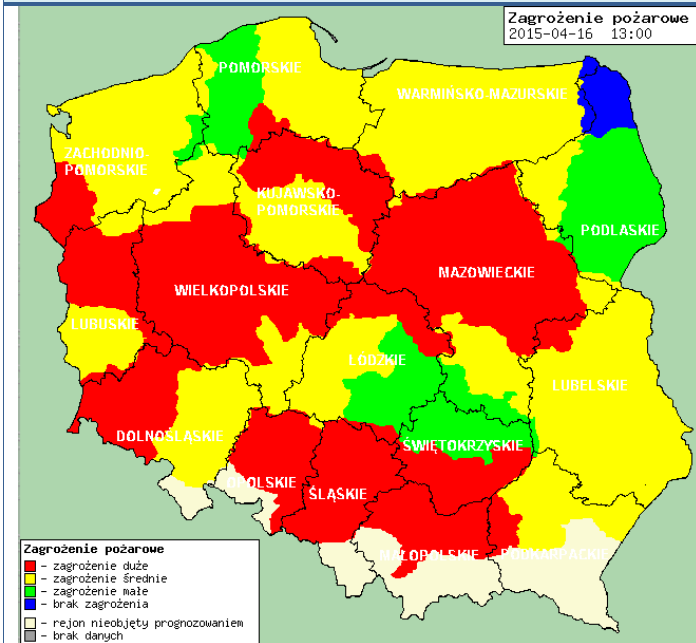 Zagrożenie pożarowe
2015-04-16 13:00
POMORSKIE
WARMIŃSKO-MAZURSKIE
ZACHODNIO
POMORSKIE
KUJAWSKO-
POMORSKIE
PODLASKIE
MAZOWIECKIE
WIELKOPOLSKIE
LUBUSKIE
ŁÓDZKIE
LUBELSKIE
DOLNOŚLĄSKIE
ŚWIĘTOKRZYSKIE
OPOLSKIE
ŚLĄSKIE
MAŁOPOLSKIE
PODKARPACKIE
Zagrożenie pożarowe
- zagrożenie duże
- zagrożenie średnie
- zagrożenie małe
- brak zagrożenia
- rejon nieobjęty prognozowaniem
- brak danych